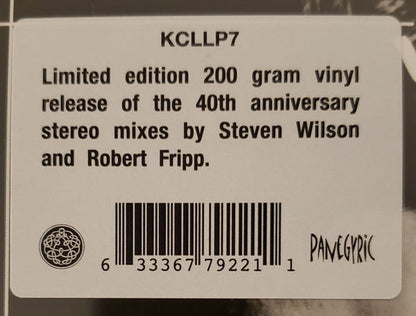 KCLLP7
Limited edition 200 gram vinyl
release of the 40th anniversary
stereo mixes by Steven Wilson
and Robert Fripp.
6 33367 79221 1
PANEGYRIC